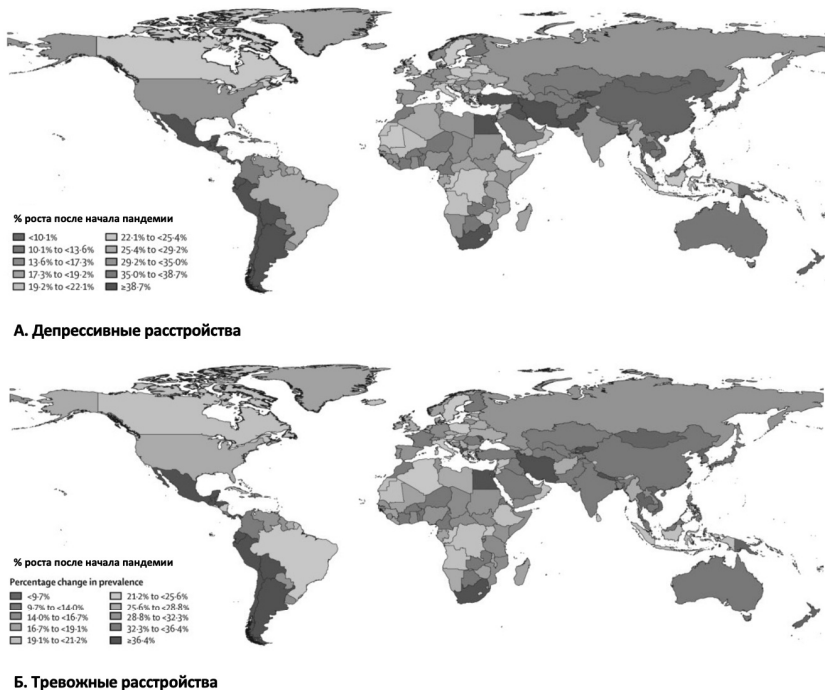 % роста после начала пандемии
<10·1% 22·1% to <25·4%
10·1% to <13·6% 25·4% to <29·2%
13·6% to <17·3% 29·2% to <35·0%
17·3% to <19·2% 35·0% to <38·7%
19·2% to <22·1% ≥38·7%
А. Депрессивные расстройства
% роста после начала пандемии
Percentage change in prevalence
<9·7% 21·2% to <25·6%
9·7% to <14·0% 25·6% to <28·8%
14·0% to <16·7% 28·8% to <32·3%
16·7% to <19·1% 32·3% to <36·4%
19·1% to <21·2% ≥36·4%
Б. Тревожные расстройства